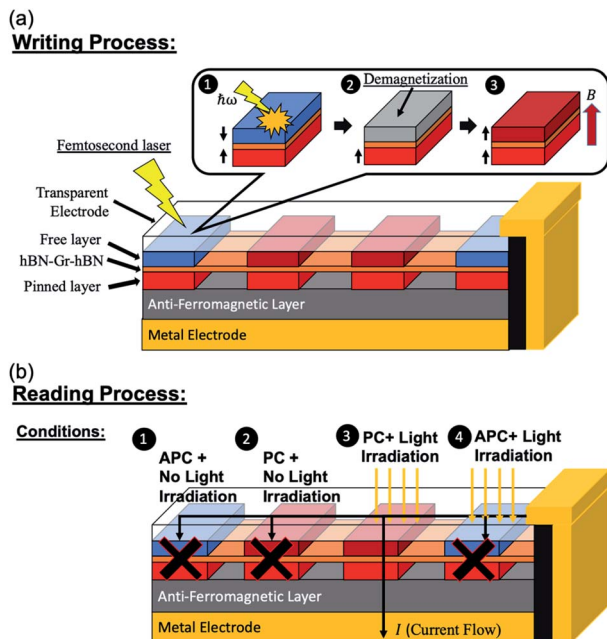 (a)
Writing Process:
1
ħω
2
Demagnetization
3
B
Femtosecond laser
Transparent
Electrode
Free layer
hBN-Gr-hBN
Pinned layer
Anti-Ferromagnetic Layer
Metal Electrode
(b)
Reading Process:
Conditions:
1
APC +
No Light
Irradiation
2
PC +
No Light
Irradiation
3
PC+ Light
Irradiation
4
APC+ Light
Irradiation
Anti-Ferromagnetic Layer
I (Current Flow)
Metal Electrode